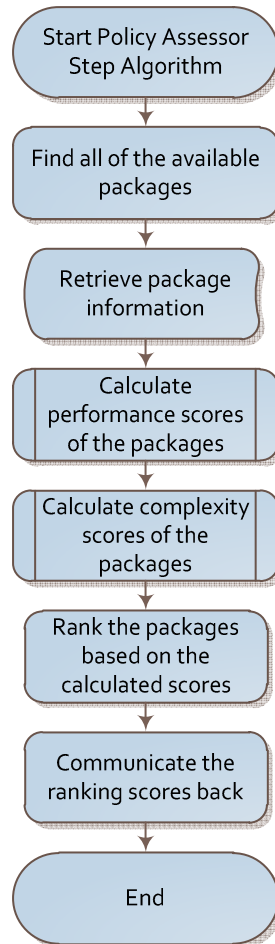 Start Policy Assessor
Step Algorithm
Find all of the available
packages
Retrieve package
information
Calculate
performance scores
of the packages
Calculate complexity
scores of the
packages
Rank the packages
based on the
calculated scores
Communicate the
ranking scores back
End